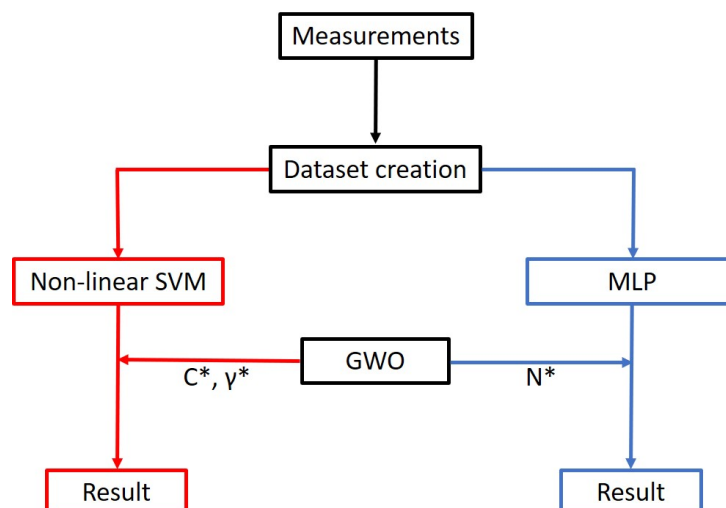 Measurements
Dataset creation
Non-linear SVM
MLP
GWO
C*, γ*
N*
Result
Result